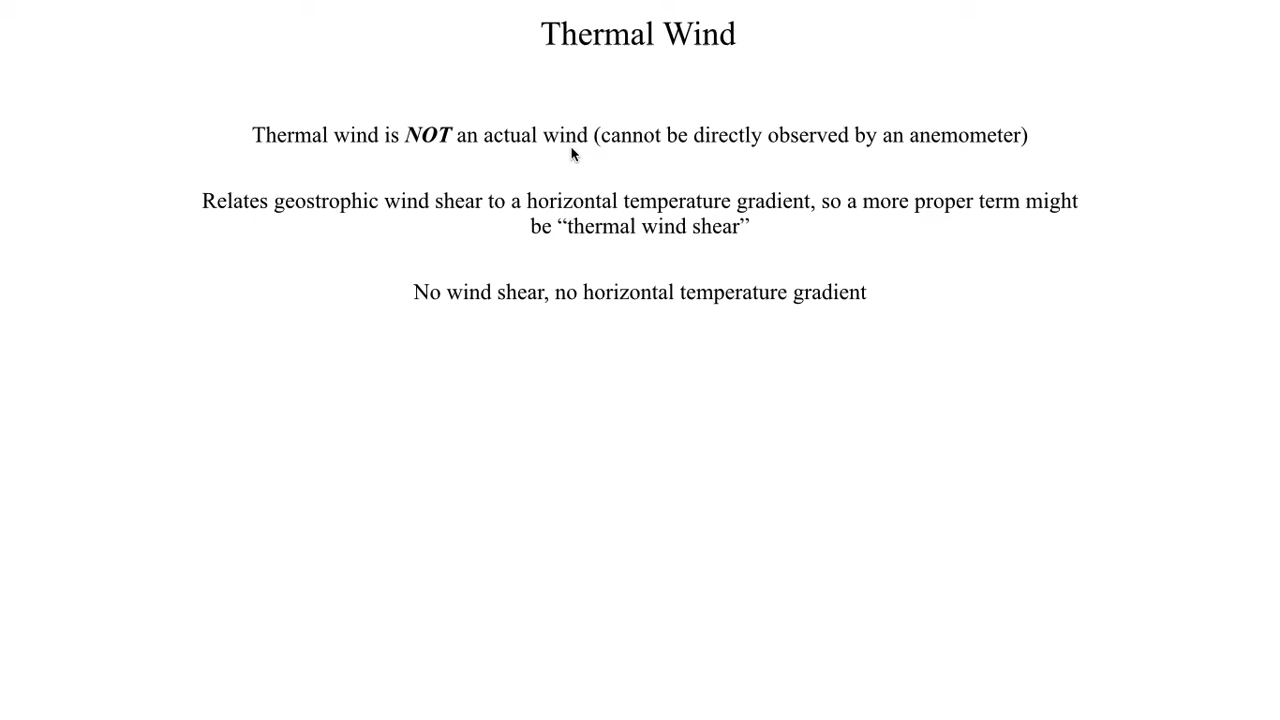 Thermal Wind
Thermal wind is NOT an actual wind (cannot be directly observed by an anemometer)
Relates geostrophic wind shear to a horizontal temperature gradient, so a more proper term might
be “thermal wind shear”
No wind shear, no horizontal temperature gradient